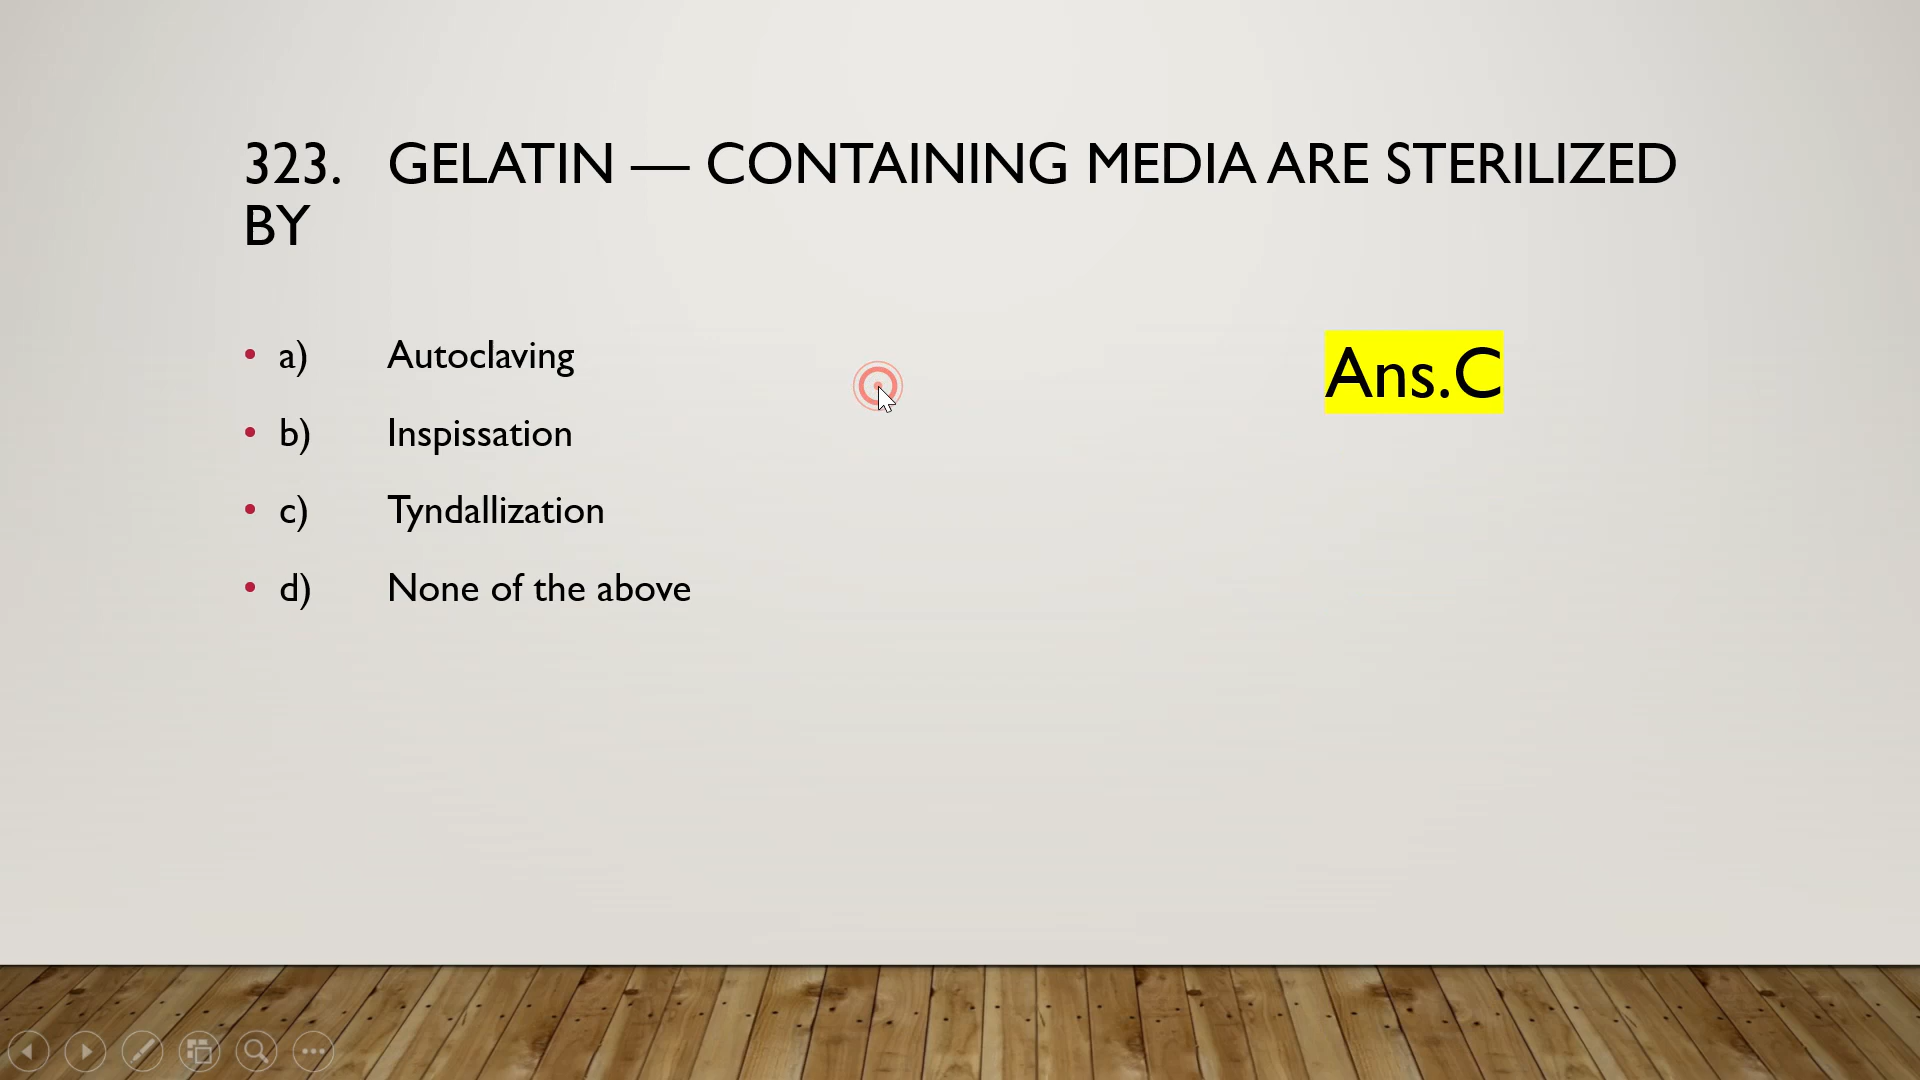 323. GELATIN — CONTAINING MEDIA ARE STERILIZED
BY
• a) Autoclaving
Ans.C
• b) Inspissation
• c) Tyndallization
• d) None of the above